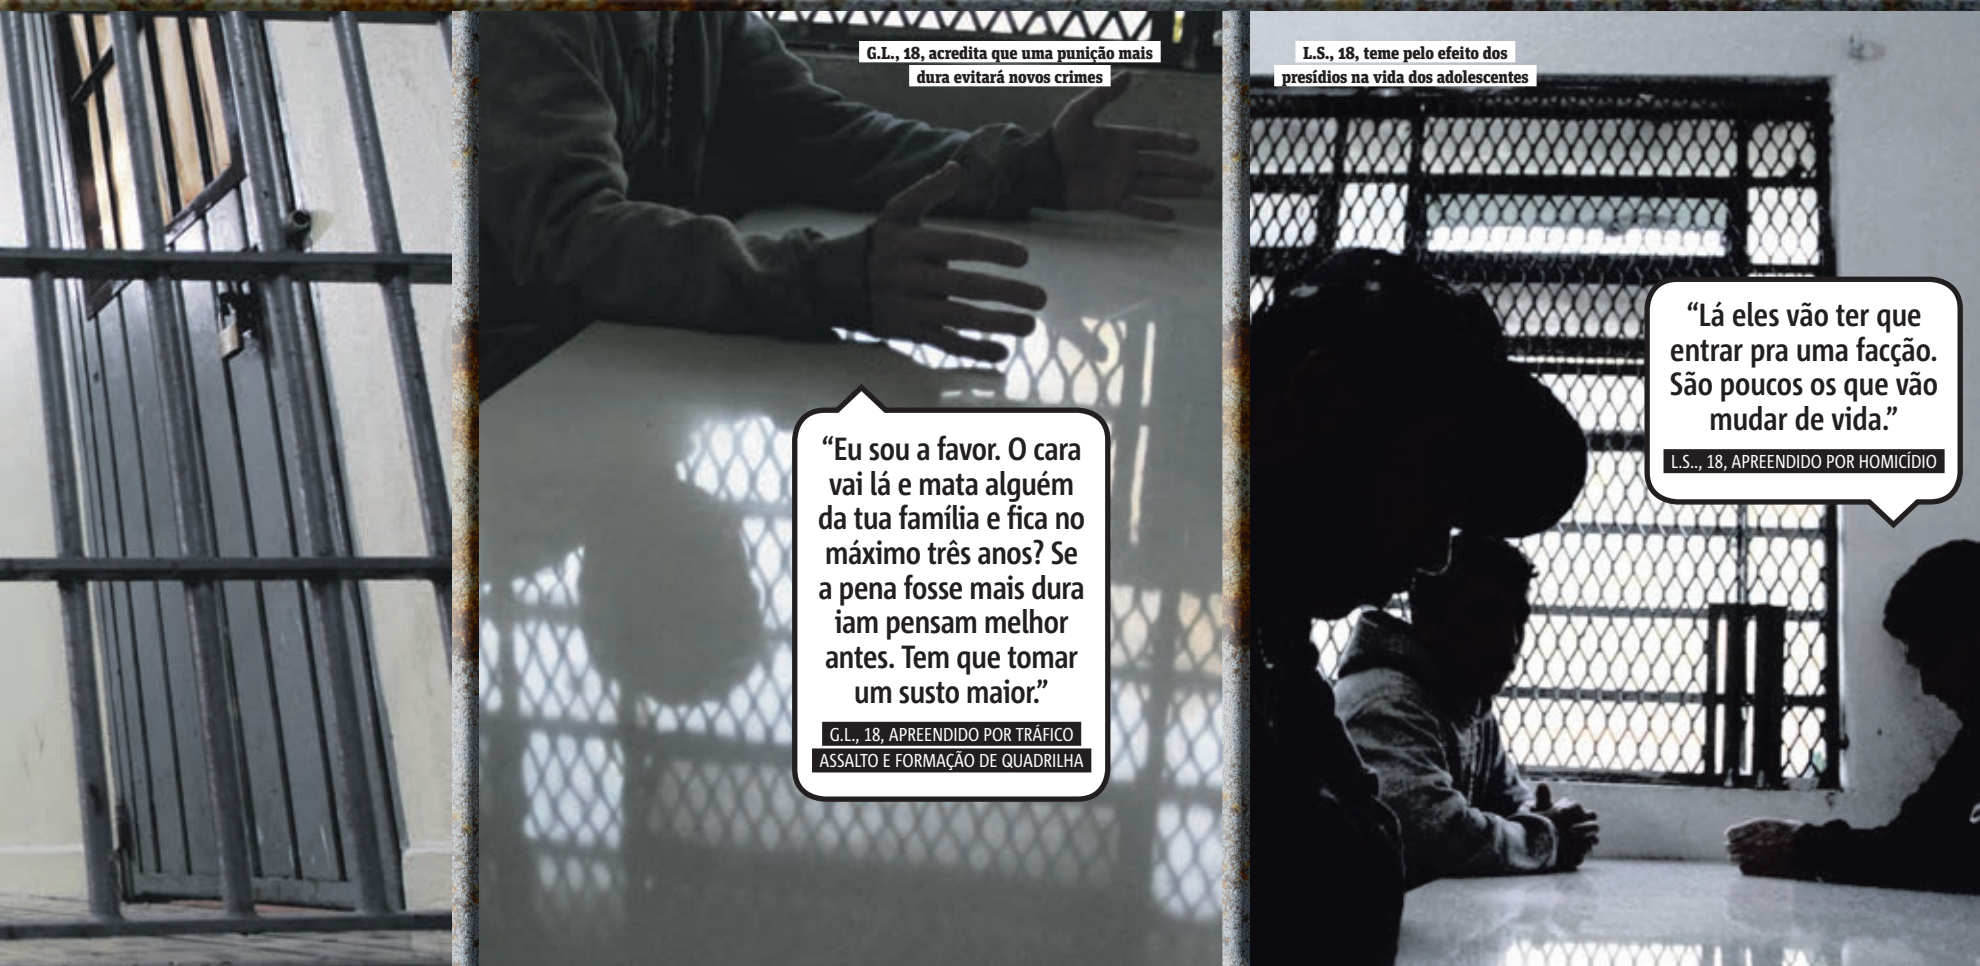 G.L., 18, acredita que uma punição mais
dura evitará novos crimes
L.S., 18, teme pelo efeito dos
presídios na vida dos adolescentes
“Eu sou a favor. O cara
vai lá e mata alguém
da tua família e fica no
máximo três anos? Se
a pena fosse mais dura
iam pensam melhor
antes. Tem que tomar
um susto maior.”
G.L., 18, APREENDIDO POR TRÁFICO
ASSALTO E FORMAÇÃO DE QUADRILHA
“Lá eles vão ter que
entrar pra uma facção.
São poucos os que vão
mudar de vida.”
L.S.., 18, APREENDIDO POR HOMICÍDIO